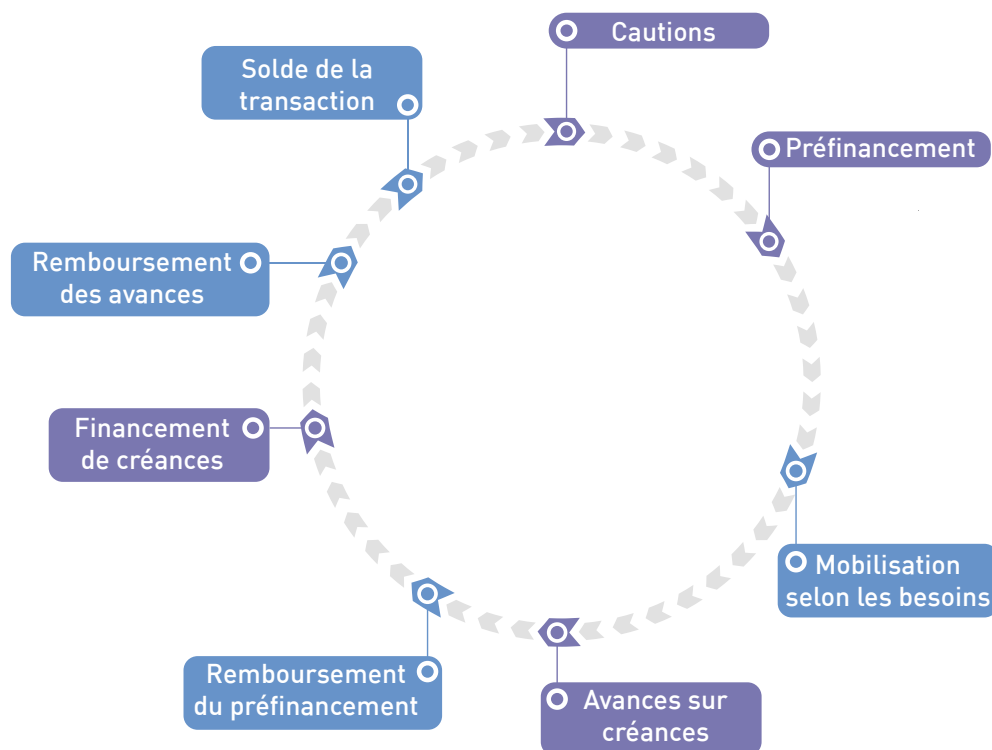 Cautions
Préfinancement
Mobilisation
selon les besoins
Avances sur
créances
Remboursement
du préfinancement
Financement
de créances
Remboursement
des avances
Solde de la
transaction